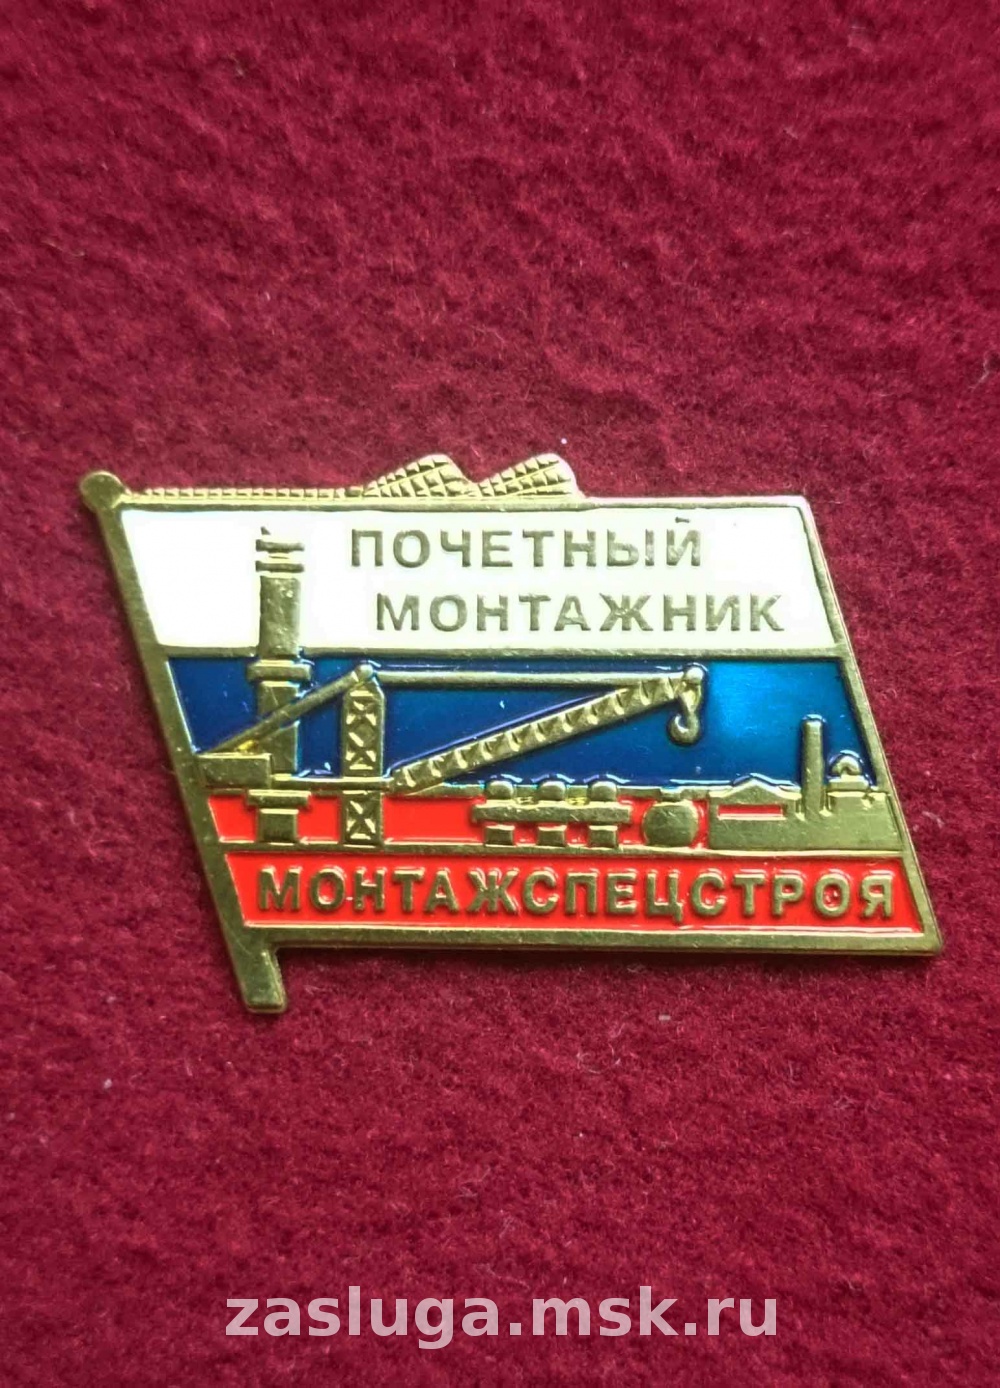 ПОЧЕТНЫЙ
МОНТАЖНИК
МОНТАЖСПЕЦСТРОЯ
zasluga.msk.ru